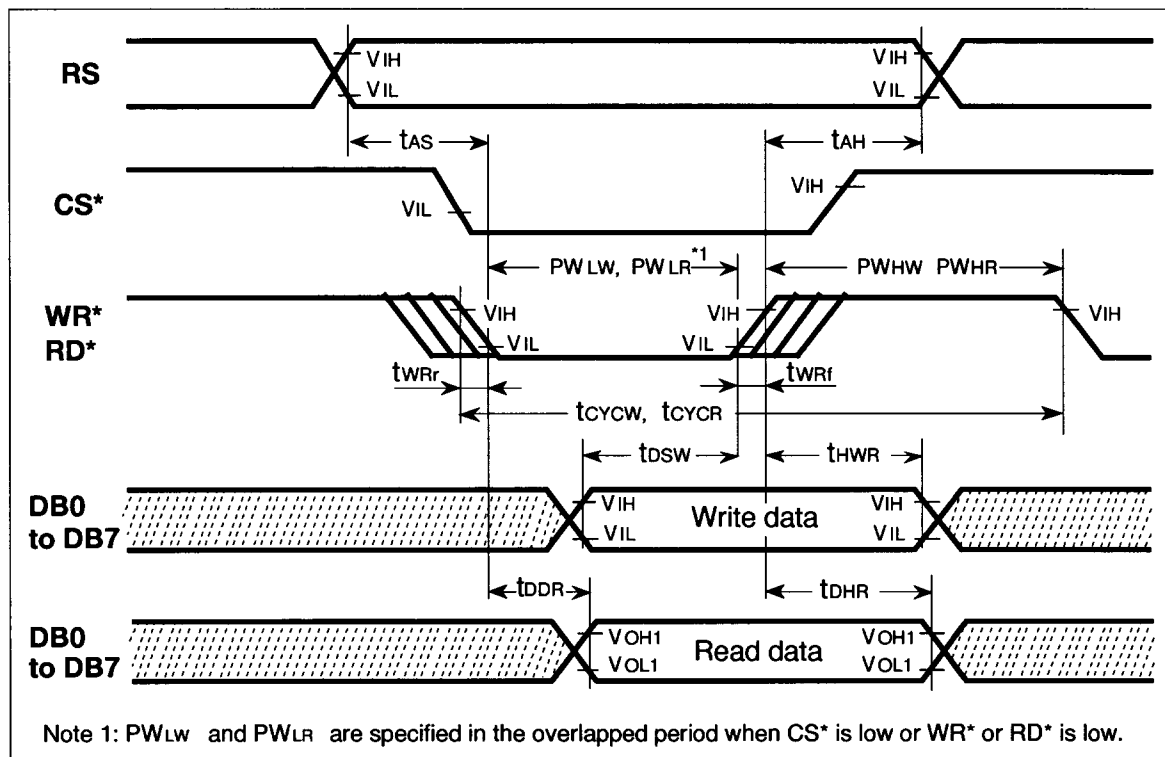 RS
VIH
VIL
VIH
VIL
tAS
tAH
CS*
VIL
VIH
PWLW, PWLR*1
PWHW PWHR
WR*
RD*
VIH
VIL
VIH
VIL
VIH
tWRr
tWRf
tCYCW, tCYCR
tDSW
tHWR
DB0
to DB7
VIH
VIL
Write data
VIH
VIL
tDDR
tDHR
DB0
to DB7
VOH1
VOL1
Read data
VOH1
VOL1
Note 1: PWLW and PWLR are specified in the overlapped period when CS* is low or WR* or RD* is low.